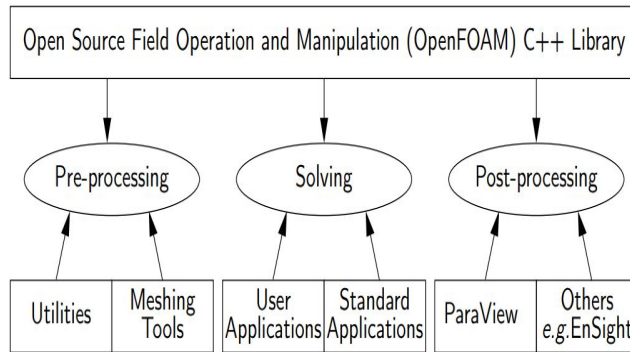 Open Source Field Operation and Manipulation (OpenFOAM) C++ Library
Pre-processing
Solving
Post-processing
Utilities
Meshing
Tools
User
Applications
Standard
Applications
ParaView
Others
e.g.EnSight